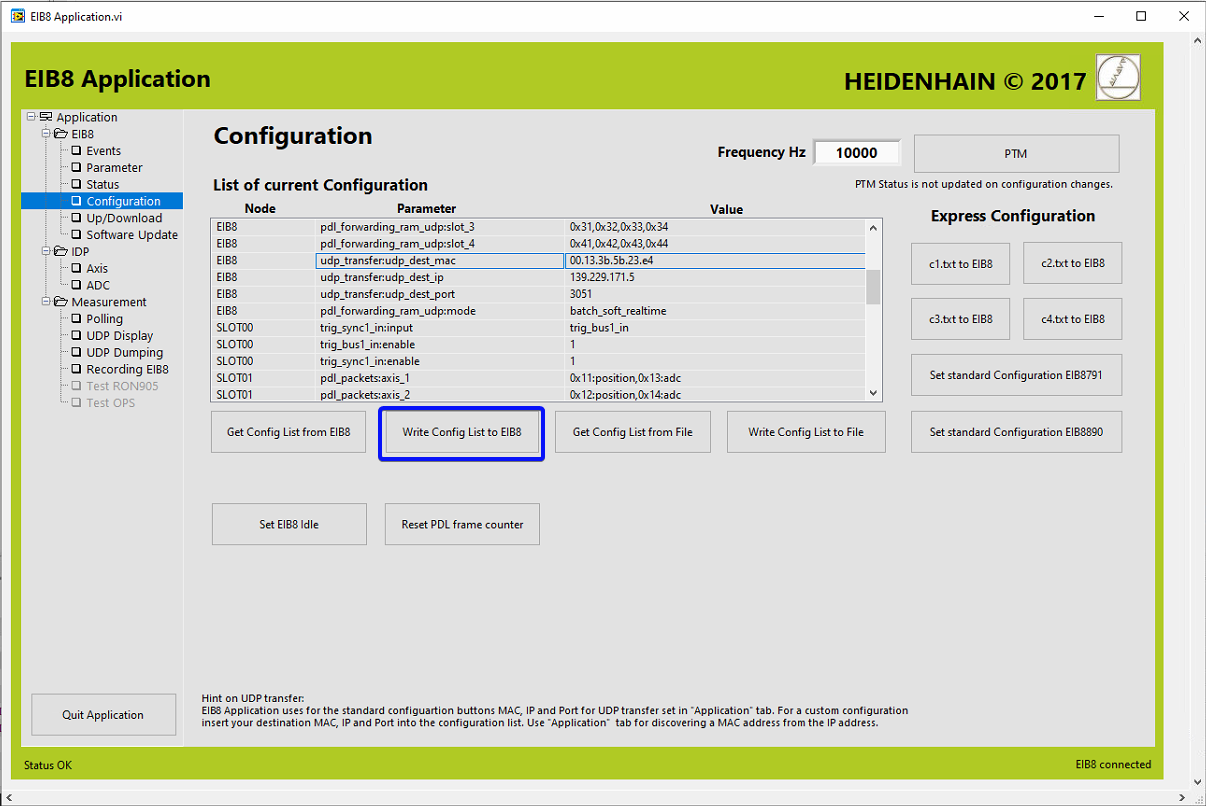 EIB8 Application.vi
EIB8 Application
HEIDENHAIN © 2017
Application
EIB8
Events
Parameter
Status
Configuration
Up/Download
Software Update
IDP
Axis
ADC
Measurement
Polling
UDP Display
UDP Dumping
Recording EIB8
Test RON905
Test OPS
Quit Application
Configuration
Frequency Hz 10000 PTM
PTM Status is not updated on configuration changes.
List of current Configuration
Node Parameter Value
EIB8 pdl_forwarding_ram_udp:slot_3 0x31,0x32,0x33,0x34
EIB8 pdl_forwarding_ram_udp:slot_4 0x41,0x42,0x43,0x44
EIB8 udp_transfer:udp_dest_mac 00.13.3b.5b.23.e4
EIB8 udp_transfer:udp_dest_ip 139.229.171.5
EIB8 udp_transfer:udp_dest_port 3051
EIB8 pdl_forwarding_ram_udp:mode batch_soft_realtime
SLOT00 trig_sync1_in:input trig_bus1_in
SLOT00 trig_bus1_in:enable 1
SLOT00 trig_sync1_in:enable 1
SLOT01 pdl_packets:axis_1 0x11:position,0x13:adc
SLOT01 pdl_packets:axis_2 0x12:position,0x14:adc
Get Config List from EIB8 Write Config List to EIB8 Get Config List from File Write Config List to File
Set EIB8 Idle Reset PDL frame counter
Express Configuration
c1.txt to EIB8 c2.txt to EIB8
c3.txt to EIB8 c4.txt to EIB8
Set standard Configuration EIB8791
Set standard Configuration EIB8890
Hint on UDP transfer:
EIB8 Application uses for the standard configuartion buttons MAC, IP and Port for UDP transfer set in "Application" tab. For a custom configuration
insert your destination MAC, IP and Port into the configuration list. Use "Application" tab for discovering a MAC address from the IP address.
Status OK
EIB8 connected